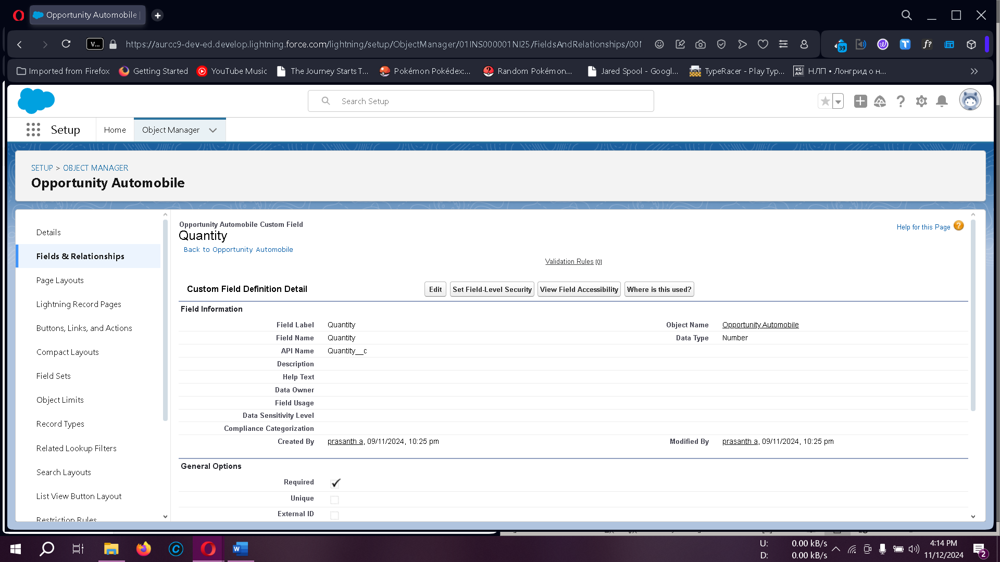 Opportunity Automobile |
V...
https://aurcc9-dev-ed.develop.lightning.force.com/lightning/setup/ObjectManager/01INS000001NI25/FieldsAndRelationships/00N
39
Imported from Firefox
Getting Started
YouTube Music
The Journey Starts T...
Pokémon Pokédex:...
Random Pokémon...
Jared Spool - Googl...
TypeRacer - Play Typ...
KS ANI
НЛП • Лонгрид о н...
Search Setup
Setup
Home
Object Manager
SETUP > OBJECT MANAGER
Opportunity Automobile
Details
Fields & Relationships
Page Layouts
Lightning Record Pages
Buttons, Links, and Actions
Compact Layouts
Field Sets
Object Limits
Record Types
Related Lookup Filters
Search Layouts
List View Button Layout
Restriction Rules
Opportunity Automobile Custom Field
Quantity
Back to Opportunity Automobile
Help for this Page
Validation Rules [0]
Custom Field Definition Detail
Edit
Set Field-Level Security
View Field Accessibility
Where is this used?
Field Information
Field Label Quantity Object Name Opportunity Automobile
Field Name Quantity Data Type Number
API Name Quantity__c
Description
Help Text
Data Owner
Field Usage
Data Sensitivity Level
Compliance Categorization
Created By prasanth a, 09/11/2024, 10:25 pm Modified By prasanth a, 09/11/2024, 10:25 pm
General Options
Required
Unique
External ID
U: 0.00 kB/s
D: 0.00 kB/s
4:14 PM
11/12/2024
2